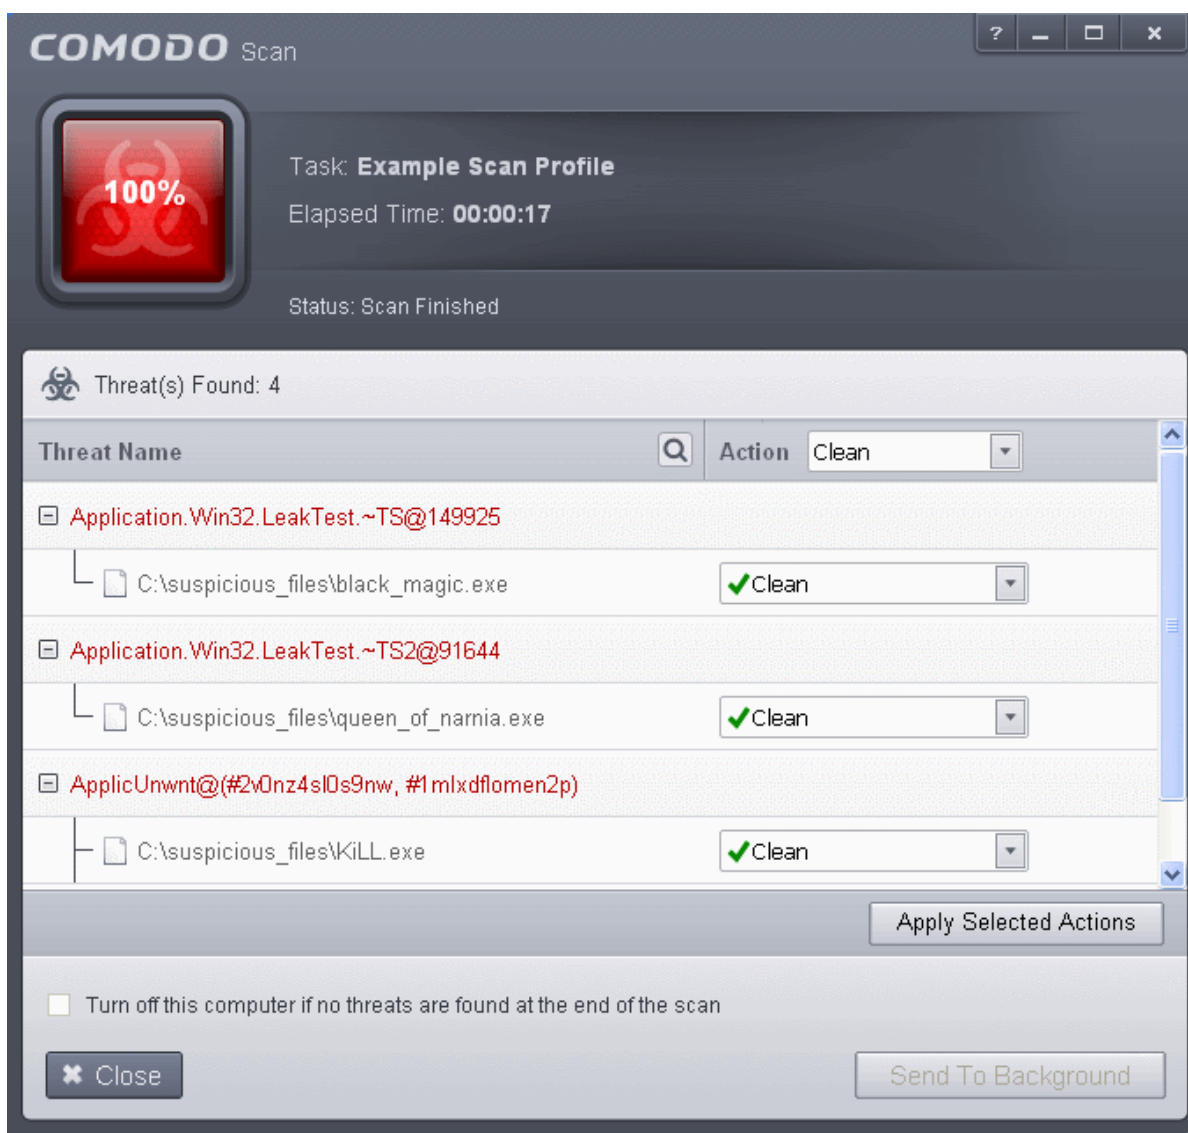 COMODO Scan
?
100%
Task: Example Scan Profile
Elapsed Time: 00:00:17
Status: Scan Finished
Threat(s) Found: 4
Threat Name
Action Clean
Application.Win32.LeakTest.~TS@149925
C:\suspicious_files\black_magic.exe
Clean
Application.Win32.LeakTest.~TS2@91644
C:\suspicious_files\queen_of_narnia.exe
Clean
ApplicUnwnt@(#2v0nz4sl0s9nw, #1mlxdflomen2p)
C:\suspicious_files\KiLL.exe
Clean
Apply Selected Actions
Turn off this computer if no threats are found at the end of the scan
Close
Send To Background